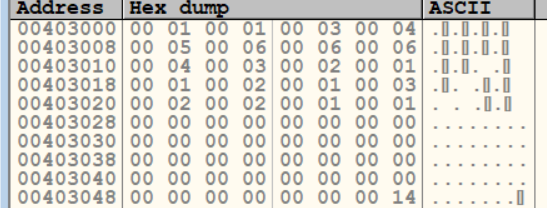 Address Hex dump ASCII
00403000 00 01 00 01 00 03 00 04 .▯.▯.▯.▯
00403008 00 05 00 06 00 06 00 06 .▯.▯.▯.▯
00403010 00 04 00 03 00 02 00 01 .▯.▯. .▯
00403018 00 01 00 02 00 01 00 03 .▯. .▯.▯
00403020 00 02 00 02 00 01 00 01 . . .▯.▯
00403028 00 00 00 00 00 00 00 00 ........
00403030 00 00 00 00 00 00 00 00 ........
00403038 00 00 00 00 00 00 00 00 ........
00403040 00 00 00 00 00 00 00 00 ........
00403048 00 00 00 00 00 00 00 14 .......▯